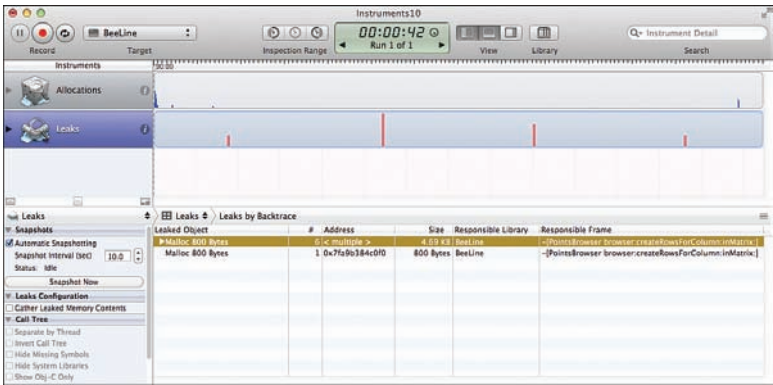 Instruments10
BeeLine
00:00:42
Run 1 of 1
Instrument Detail
Record
Target
Inspection Range
View
Library
Search
Instruments
00:00
Allocations
Leaks
Leaks
Leaks
Leaks by Backtrace
Snapshots
Automatic Snapshotting
Snapshot Interval (sec) 10.0
Status: Idle
Snapshot Now
Leaks Configuration
Gather Leaked Memory Contents
Call Tree
Separate by Thread
Invert Call Tree
Hide Missing Symbols
Hide System Libraries
Show Obj-C Only
Leaked Object # Address Size Responsible Library Responsible Frame
Malloc 800 Bytes 6 < multiple > 4.69 KB BeeLine -[PointsBrowser browser:createRowsForColumn:inMatrix:]
Malloc 800 Bytes 1 0x7fa9b384c0f0 800 Bytes BeeLine -[PointsBrowser browser:createRowsForColumn:inMatrix:]